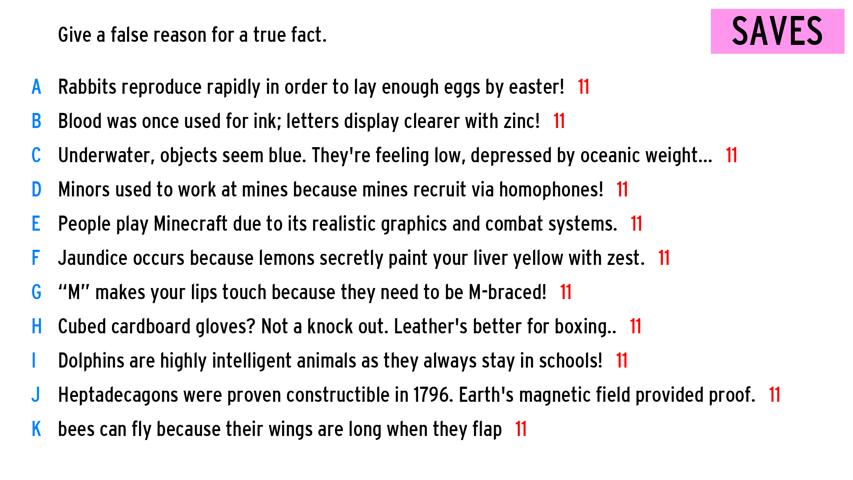 Give a false reason for a true fact.
SAVES
A Rabbits reproduce rapidly in order to lay enough eggs by easter! 11
B Blood was once used for ink; letters display clearer with zinc! 11
C Underwater, objects seem blue. They're feeling low, depressed by oceanic weight... 11
D Minors used to work at mines because mines recruit via homophones! 11
E People play Minecraft due to its realistic graphics and combat systems. 11
F Jaundice occurs because lemons secretly paint your liver yellow with zest. 11
G “M” makes your lips touch because they need to be M-braced! 11
H Cubed cardboard gloves? Not a knock out. Leather's better for boxing.. 11
I Dolphins are highly intelligent animals as they always stay in schools! 11
J Heptadecagons were proven constructible in 1796. Earth's magnetic field provided proof. 11
K bees can fly because their wings are long when they flap 11